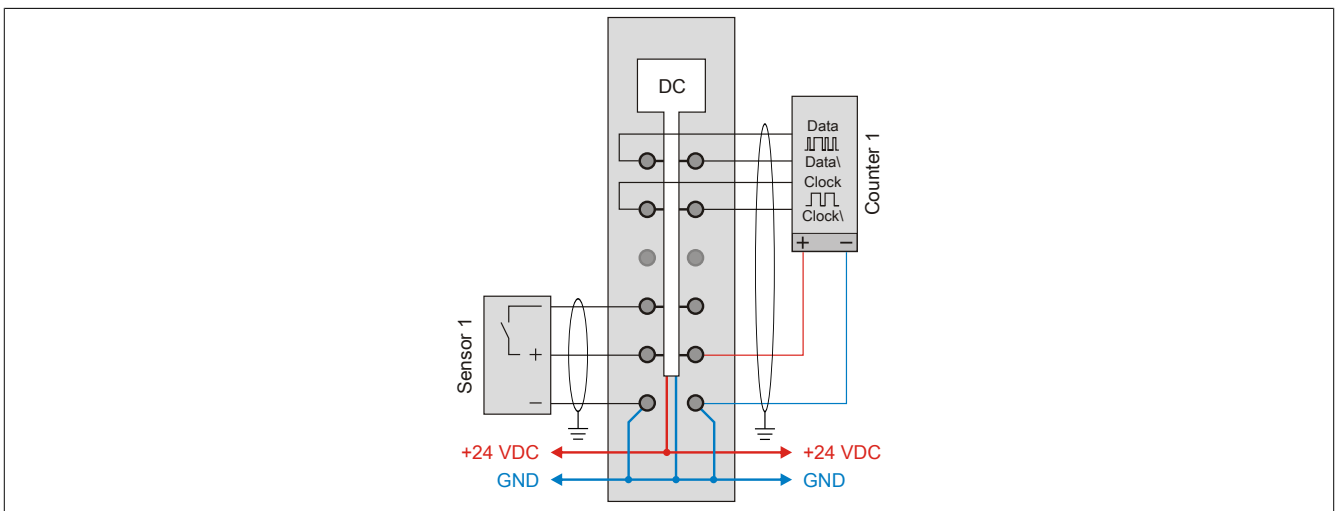 DC
Data
Data\
Clock
Clock\
+ −
Counter 1
Sensor 1
+
−
+24 VDC +24 VDC
GND GND